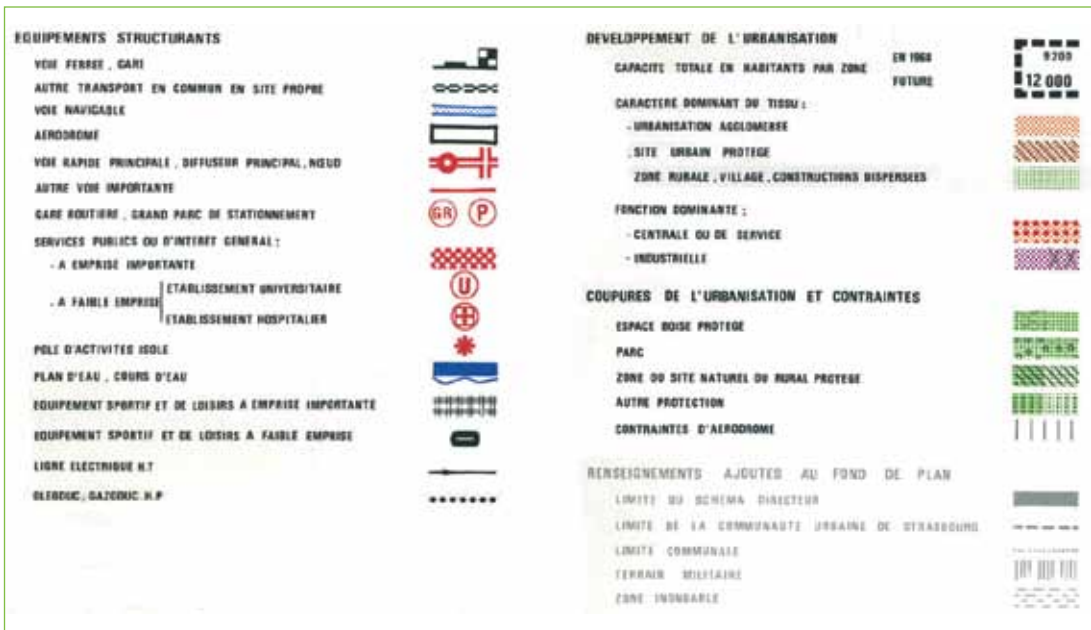 EQUIPEMENTS STRUCTURANTS
VOIE FERREE , GARE
AUTRE TRANSPORT EN COMMUN EN SITE PROPRE
VOIE NAVIGABLE
AERODROME
VOIE RAPIDE PRINCIPALE , DIFFUSEUR PRINCIPAL, NŒUD
AUTRE VOIE IMPORTANTE
GARE ROUTIERE , GRAND PARC DE STATIONNEMENT
GR P
SERVICES PUBLICS OU D'INTERET GENERAL :
- A EMPRISE IMPORTANTE
- A FAIBLE EMPRISE
ETABLISSEMENT UNIVERSITAIRE
U
ETABLISSEMENT HOSPITALIER
POLE D'ACTIVITES ISOLE
PLAN D'EAU , COURS D'EAU
EQUIPEMENT SPORTIF ET DE LOISIRS A EMPRISE IMPORTANTE
EQUIPEMENT SPORTIF ET DE LOISIRS A FAIBLE EMPRISE
LIGNE ELECTRIQUE H.T
OLEODUC, GAZODUC. H.P
DEVELOPPEMENT DE L'URBANISATION
CAPACITE TOTALE EN HABITANTS PAR ZONE
EN 1968
9200
FUTURE
12 000
CARACTERE DOMINANT DU TISSU :
- URBANISATION AGGLOMEREE
. SITE URBAIN PROTEGE
ZONE RURALE , VILLAGE , CONSTRUCTIONS DISPERSEES
FONCTION DOMINANTE :
- CENTRALE OU DE SERVICE
- INDUSTRIELLE
COUPURES DE L'URBANISATION ET CONTRAINTES
ESPACE BOISE PROTEGE
PARC
ZONE OU SITE NATUREL OU RURAL PROTEGE
AUTRE PROTECTION
CONTRAINTES D'AERODROME
RENSEIGNEMENTS AJOUTES AU FOND DE PLAN
LIMITE DU SCHEMA DIRECTEUR
LIMITE DE LA COMMUNAUTE URBAINE DE STRASBOURG
LIMITE COMMUNALE
TERRAIN MILITAIRE
ZONE INONDABLE